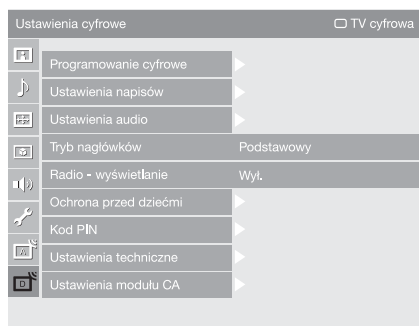 Ustawienia cyfrowe TV cyfrowa
Programowanie cyfrowe
Ustawienia napisów
Ustawienia audio
Tryb nagłówków Podstawowy
Radio - wyświetlanie Wył.
Ochrona przed dziećmi
Kod PIN
A
Ustawienia techniczne
D
Ustawienia modułu CA